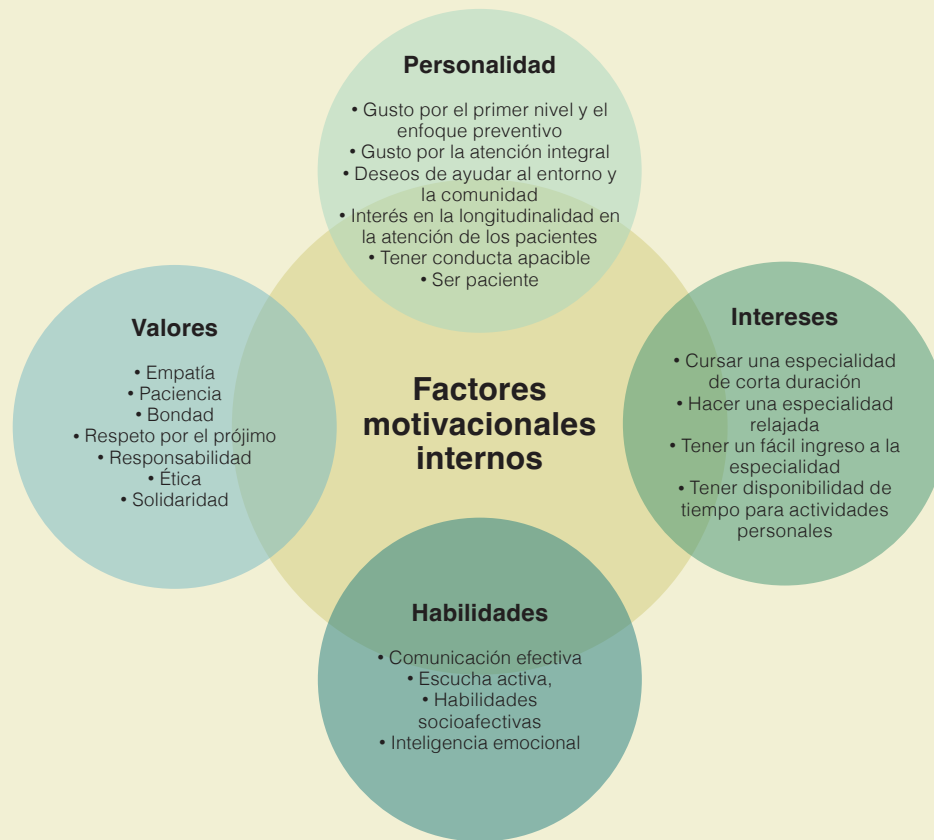 Personalidad
• Gusto por el primer nivel y el
enfoque preventivo
• Gusto por la atención integral
• Deseos de ayudar al entorno y
la comunidad
• Interés en la longitudinalidad en
la atención de los pacientes
• Tener conducta apacible
• Ser paciente
Valores
• Empatía
• Paciencia
• Bondad
• Respeto por el prójimo
• Responsabilidad
• Ética
• Solidaridad
Factores
motivacionales
internos
Intereses
• Cursar una especialidad
de corta duración
• Hacer una especialidad
relajada
• Tener un fácil ingreso a la
especialidad
• Tener disponibilidad de
tiempo para actividades
personales
Habilidades
• Comunicación efectiva
• Escucha activa,
• Habilidades
socioafectivas
• Inteligencia emocional